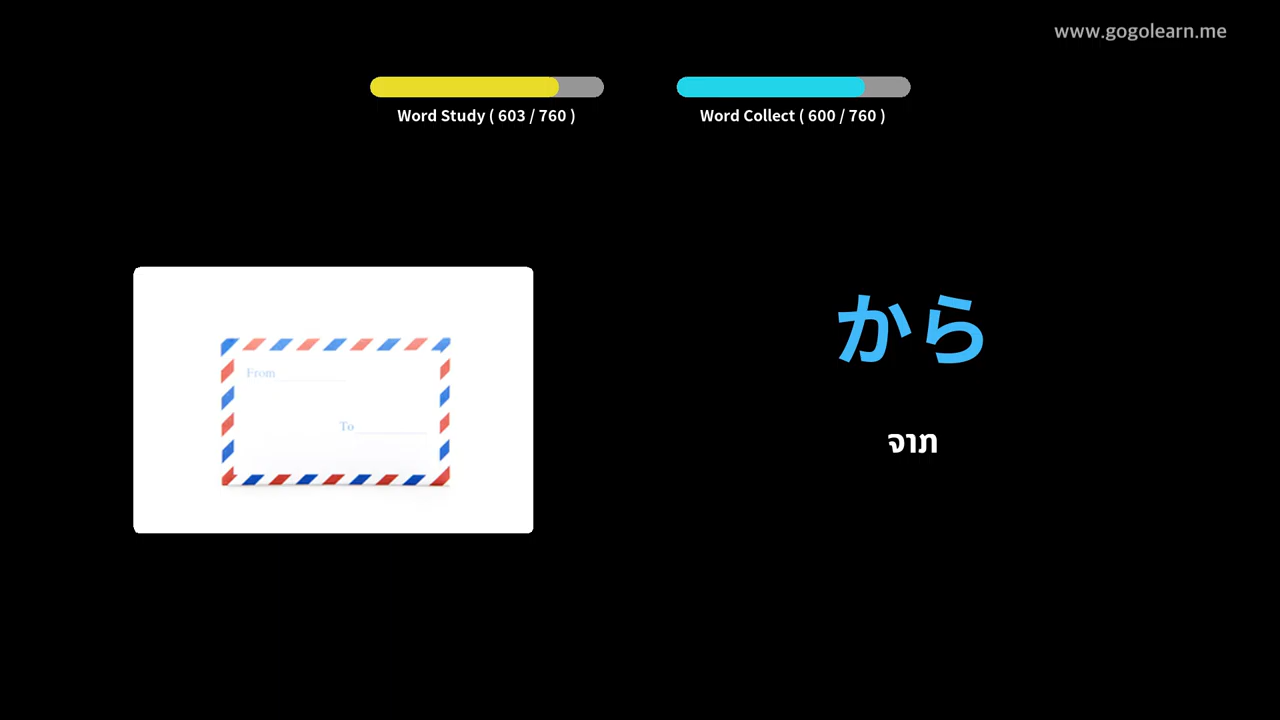 www.gogolearn.me
Word Study ( 603 / 760 )
Word Collect ( 600 / 760 )
From
To
から
จาก